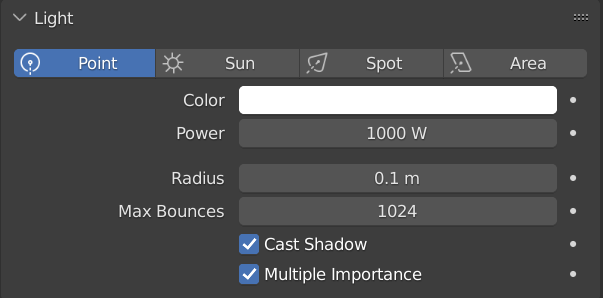 Light
Point Sun Spot Area
Color
Power 1000 W
Radius 0.1 m
Max Bounces 1024
Cast Shadow
Multiple Importance